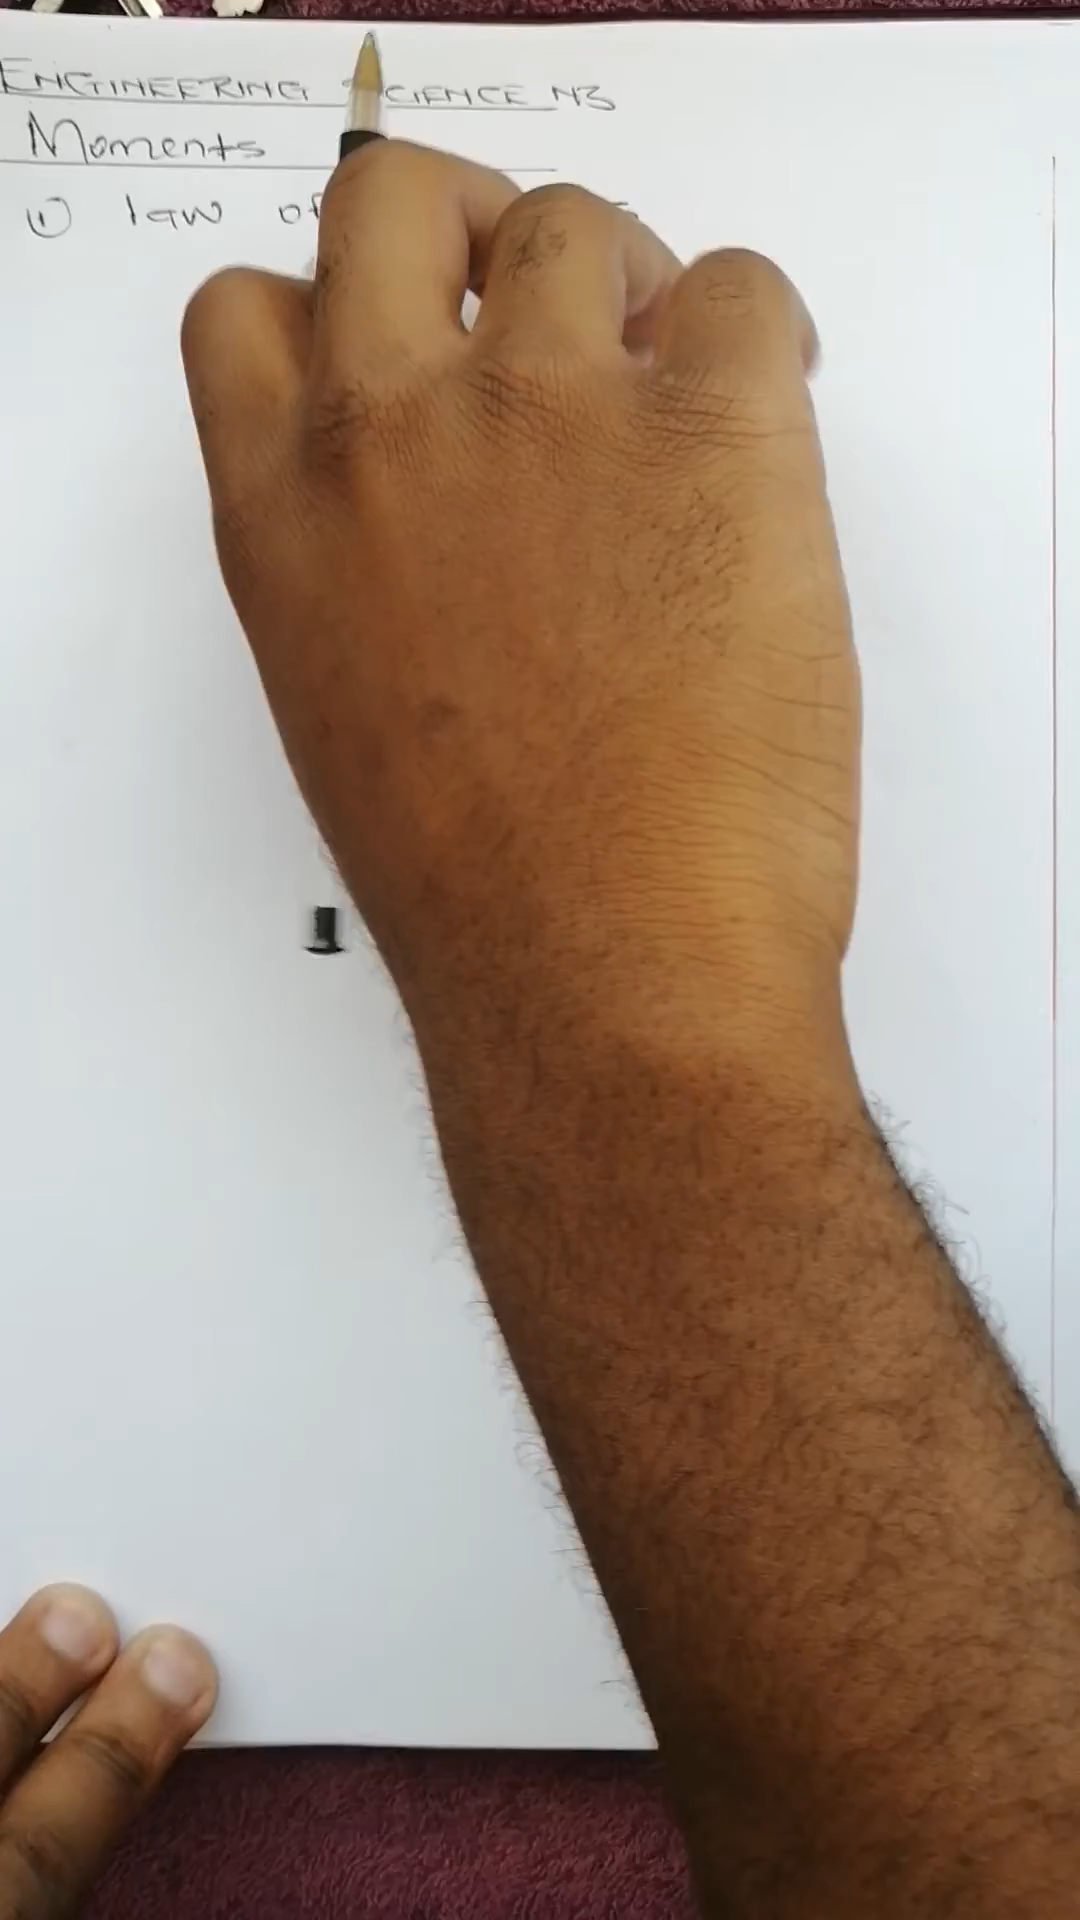 ENGINEERING SCIENCE N3
Moments
① law of